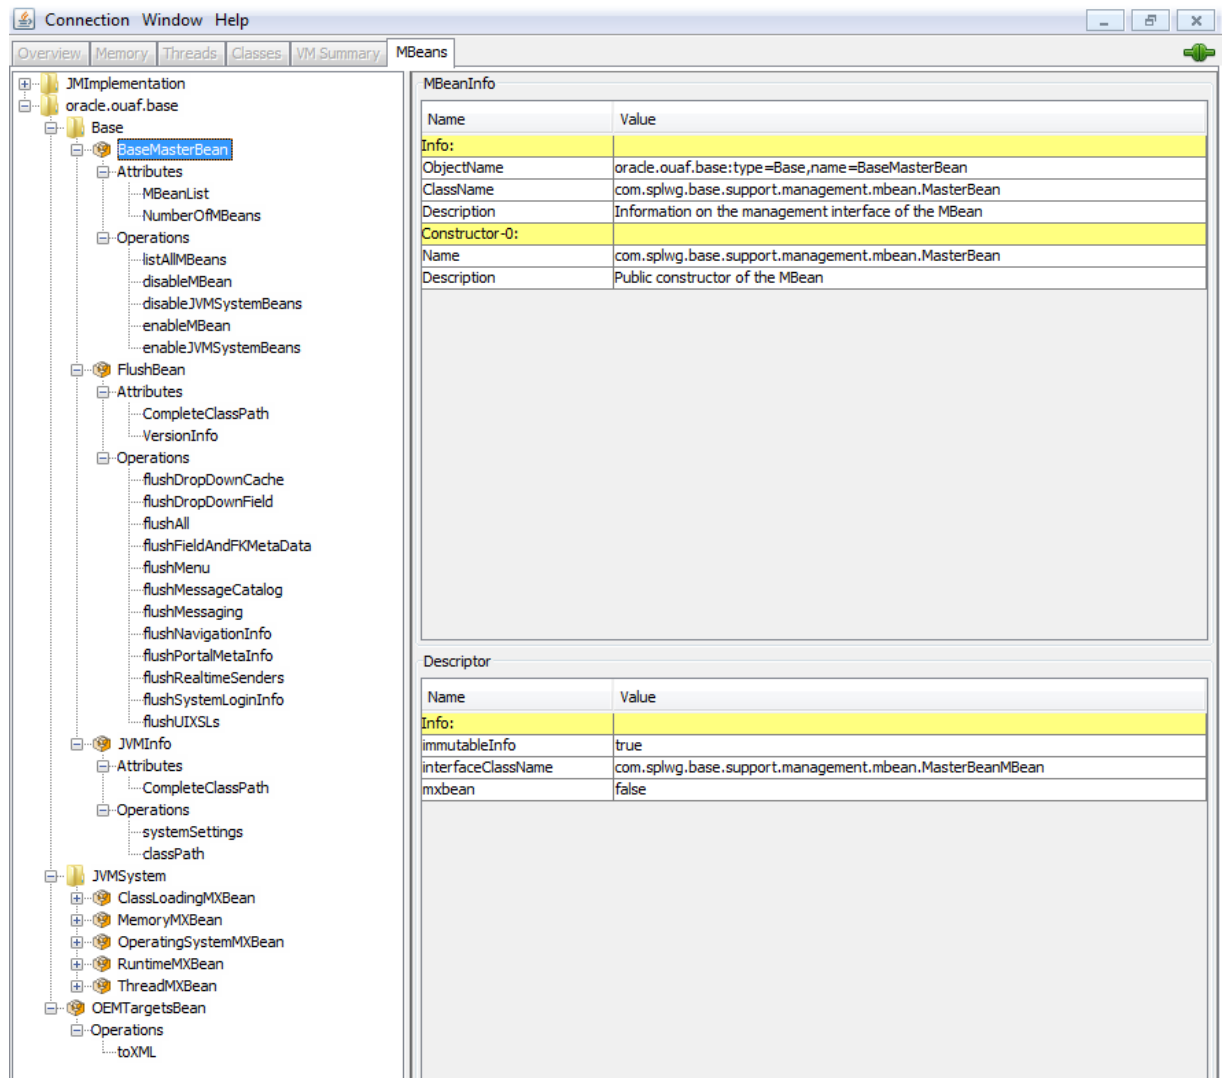 Connection Window Help
Overview Memory Threads Classes VM Summary MBeans
JMImplementation
oracle.ouaf.base
Base
BaseMasterBean
Attributes
MBeanList
NumberOfMBeans
Operations
listAllMBeans
disableMBean
disableJVMSystemBeans
enableMBean
enableJVMSystemBeans
FlushBean
Attributes
CompleteClassPath
VersionInfo
Operations
flushDropDownCache
flushDropDownField
flushAll
flushFieldAndFKMetaData
flushMenu
flushMessageCatalog
flushMessaging
flushNavigationInfo
flushPortalMetaInfo
flushRealtimeSenders
flushSystemLoginInfo
flushUIXSLs
JVMInfo
Attributes
CompleteClassPath
Operations
systemSettings
classPath
JVMSystem
ClassLoadingMXBean
MemoryMXBean
OperatingSystemMXBean
RuntimeMXBean
ThreadMXBean
OEMTargetsBean
Operations
toXML
MBeanInfo
Name Value
Info:
ObjectName oracle.ouaf.base:type=Base,name=BaseMasterBean
ClassName com.splwg.base.support.management.mbean.MasterBean
Description Information on the management interface of the MBean
Constructor-0:
Name com.splwg.base.support.management.mbean.MasterBean
Description Public constructor of the MBean
Descriptor
Name Value
Info:
immutableInfo true
interfaceClassName com.splwg.base.support.management.mbean.MasterBeanMBean
mxbean false